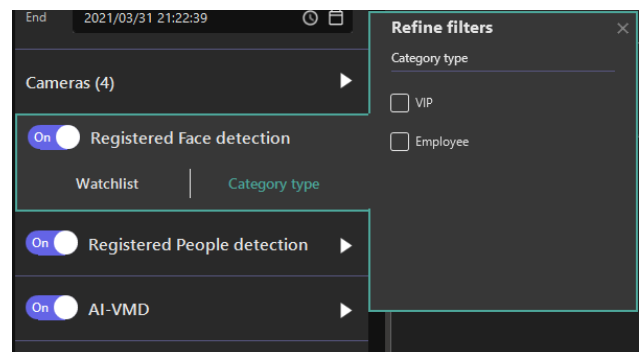 End 2021/03/31 21:22:39
Cameras (4)
On Registered Face detection
Watchlist Category type
On Registered People detection
On AI-VMD
Refine filters
Category type
VIP
Employee